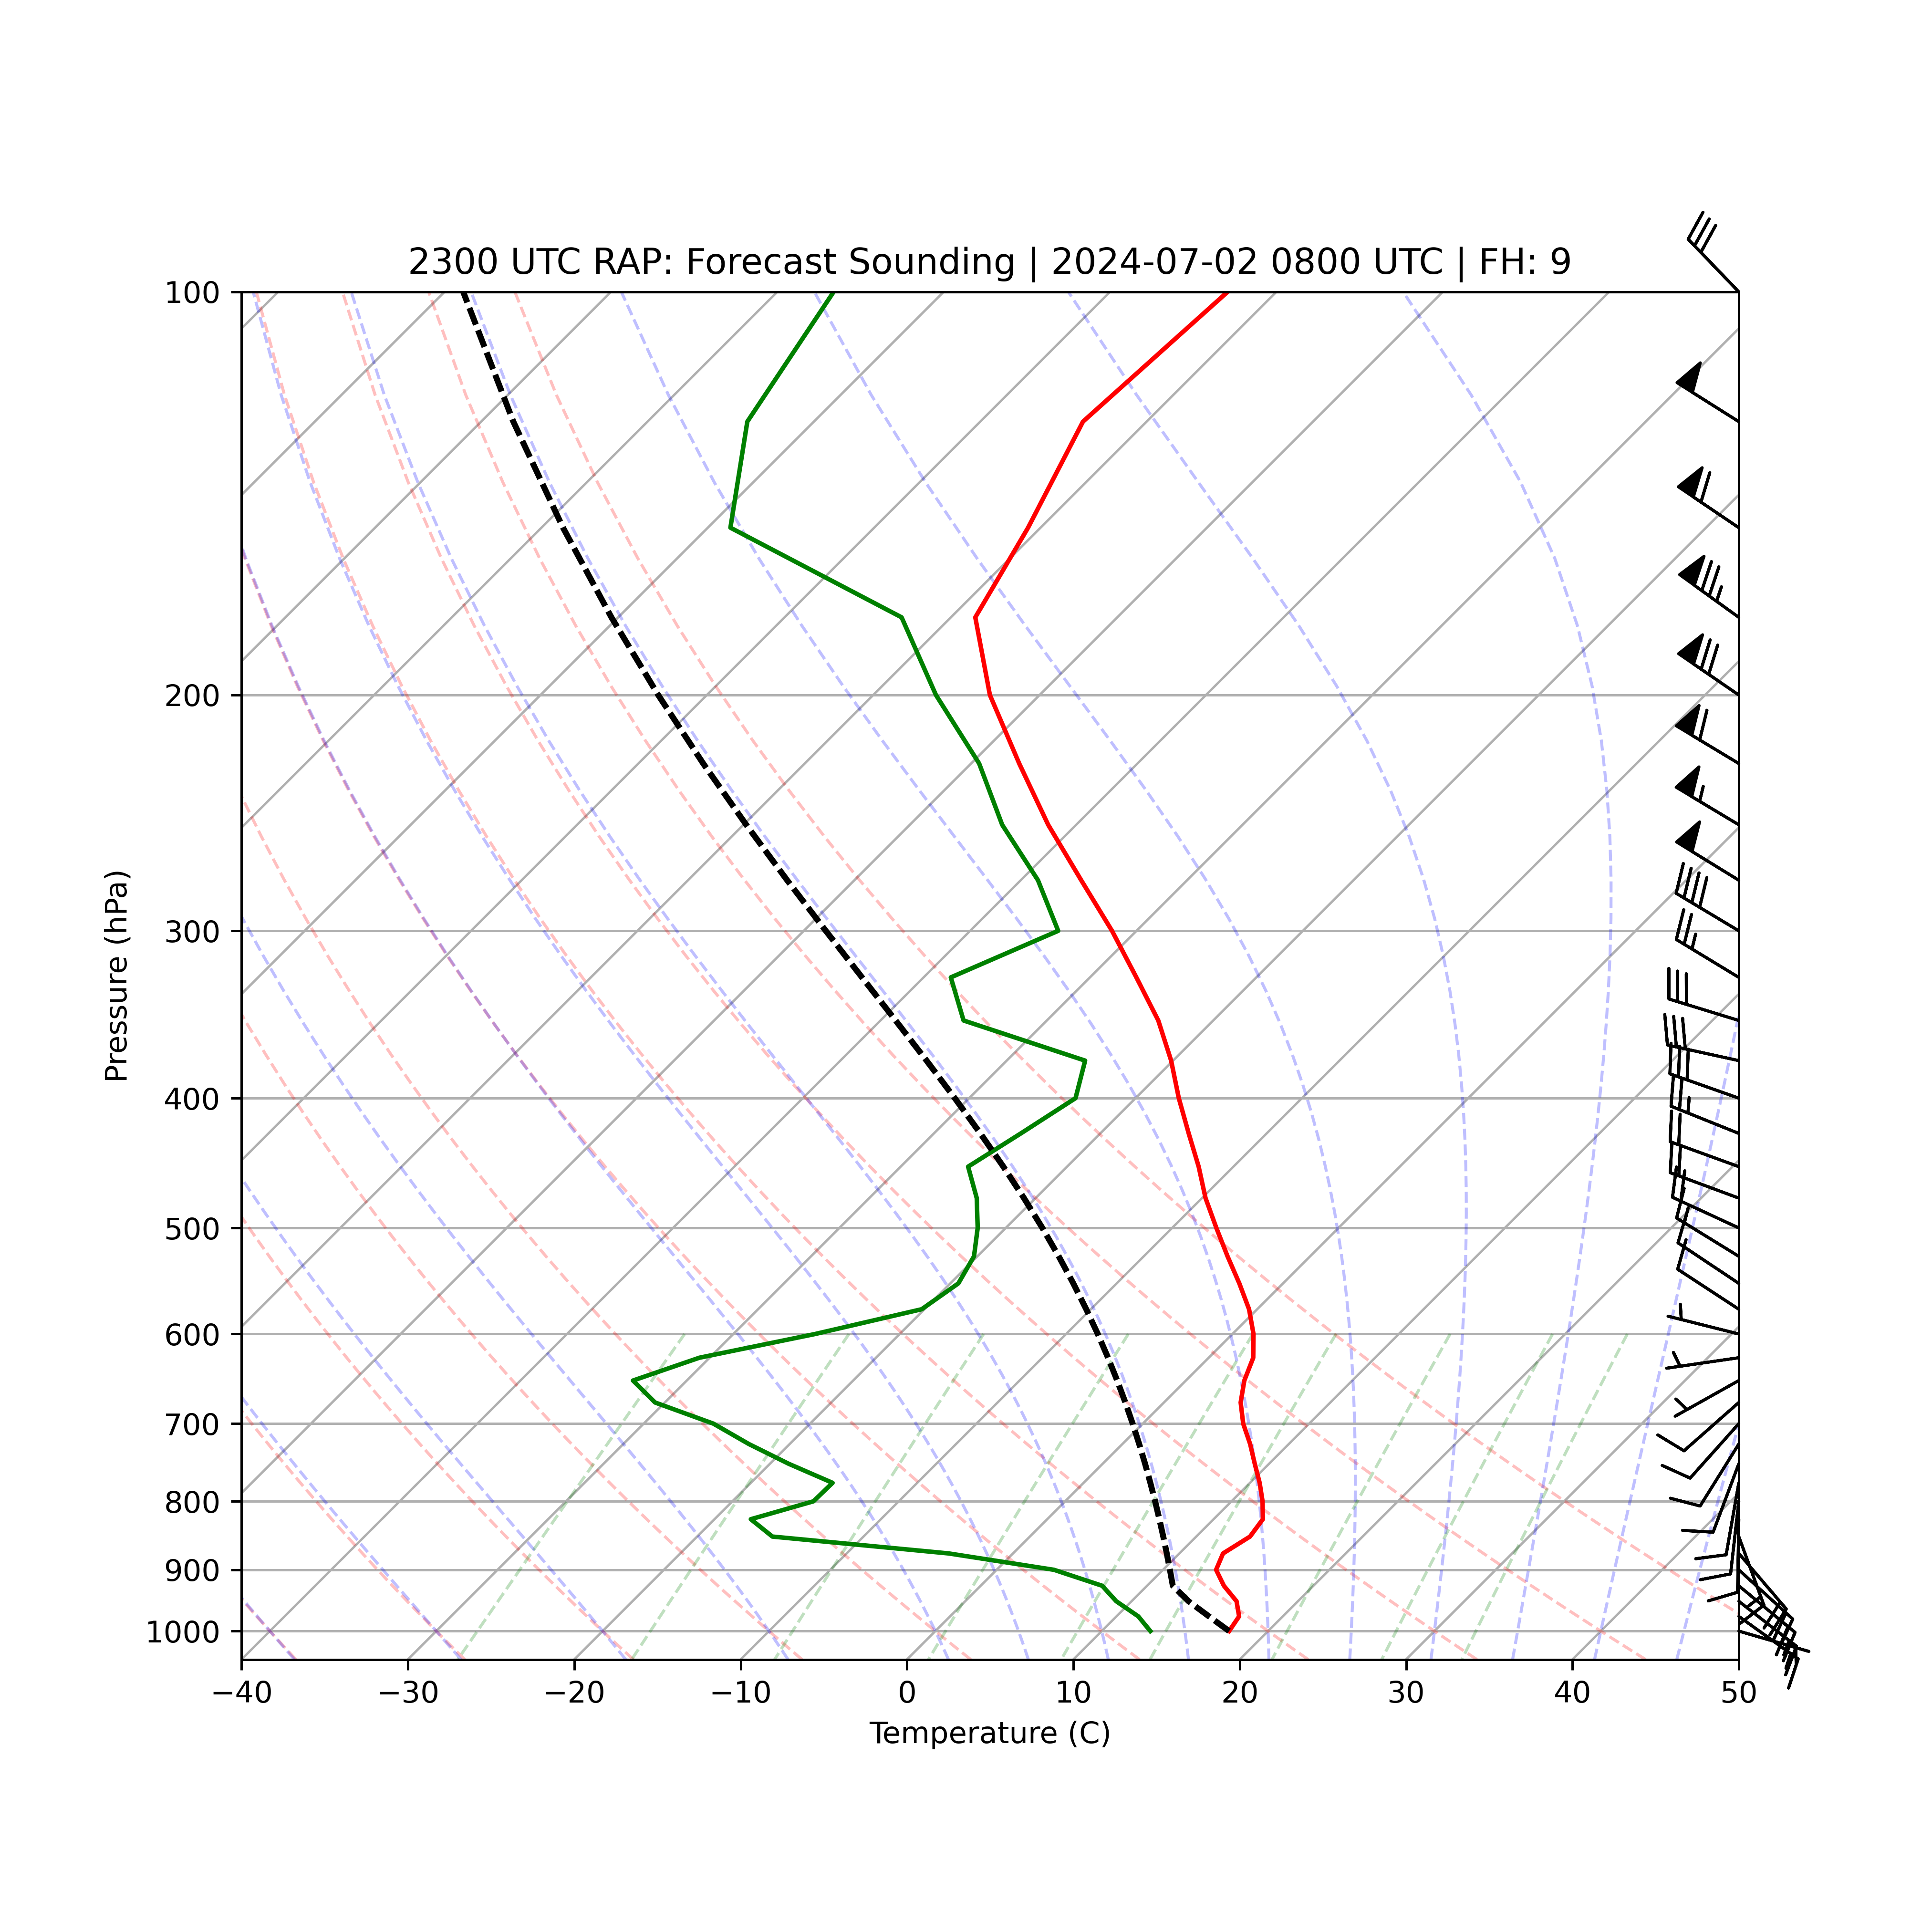 2300 UTC RAP: Forecast Sounding | 2024-07-02 0800 UTC | FH: 9
100
200
300
400
500
600
700
800
900
1000
Pressure (hPa)
−40 −30 −20 −10 0 10 20 30 40 50
Temperature (C)